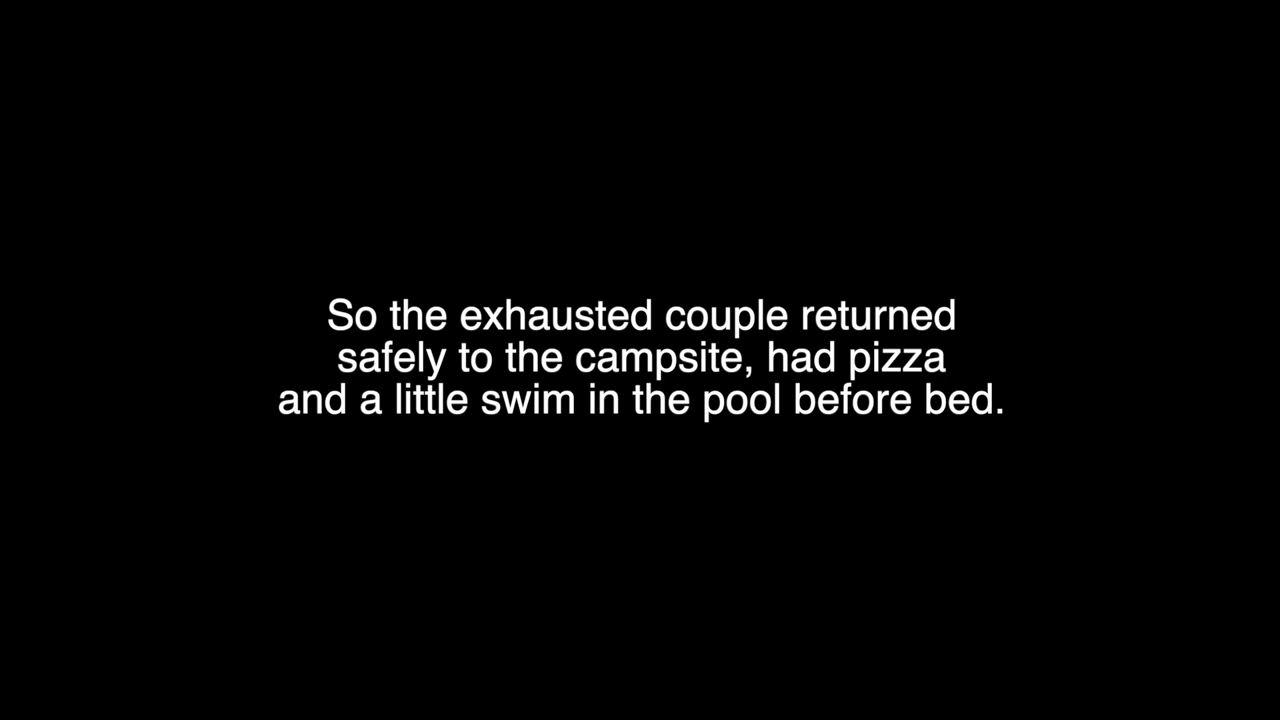 So the exhausted couple returned
safely to the campsite, had pizza
and a little swim in the pool before bed.